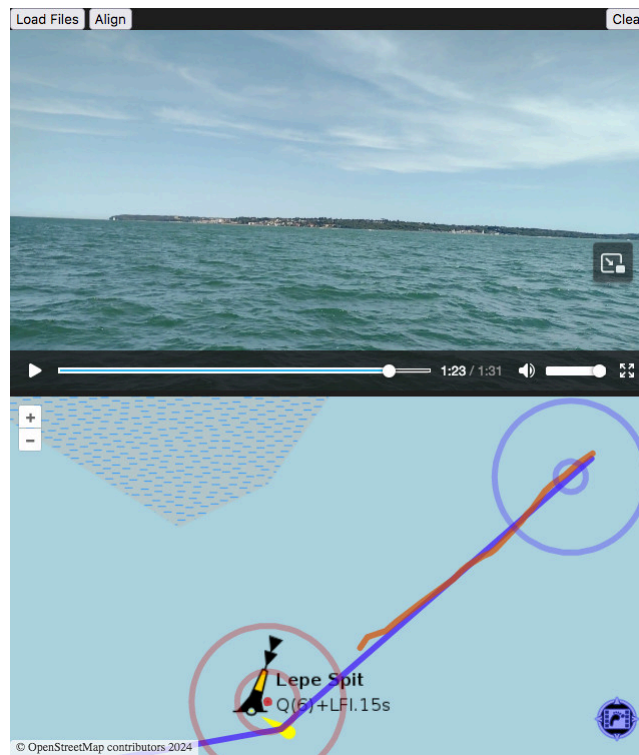 Load Files Align Clea
1:23 / 1:31
+
−
Lepe Spit
Q(6)+LFl.15s
© OpenStreetMap contributors 2024